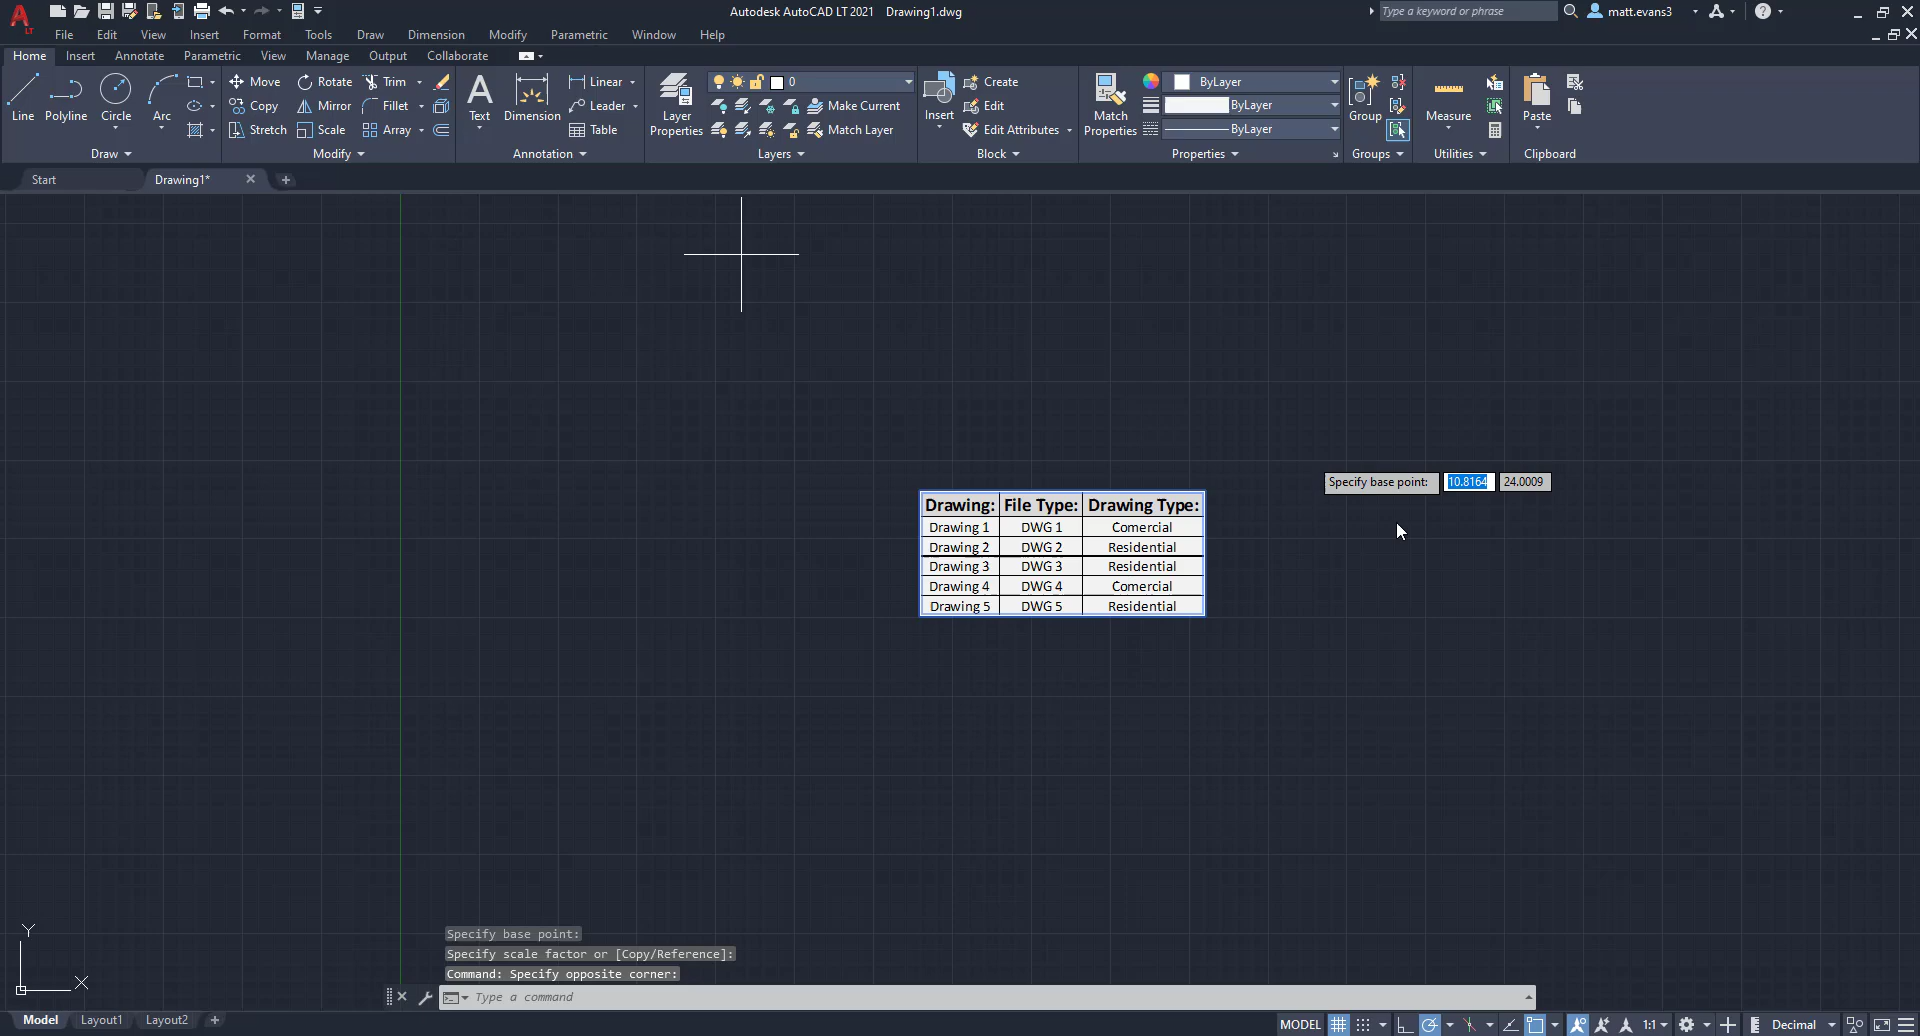 Autodesk AutoCAD LT 2021 Drawing1.dwg
Type a keyword or phrase
matt.evans3
LT
File Edit View Insert Format Tools Draw Dimension Modify Parametric Window Help
Home Insert Annotate Parametric View Manage Output Collaborate
Line Polyline Circle Arc
Move Rotate Trim
Copy Mirror Fillet
Stretch Scale Array
Text Dimension
Linear
Leader
Table
Layer
Properties
0
Make Current
Match Layer
Insert
Create
Edit
Edit Attributes
Match
Properties
ByLayer
ByLayer
ByLayer
Group
Measure
Paste
Draw Modify Annotation Layers Block Properties Groups Utilities Clipboard
Start Drawing1*
Specify base point: 10.8164 24.0009
Drawing: File Type: Drawing Type:
Drawing 1 DWG 1 Comercial
Drawing 2 DWG 2 Residential
Drawing 3 DWG 3 Residential
Drawing 4 DWG 4 Comercial
Drawing 5 DWG 5 Residential
Y
X
Specify base point:
Specify scale factor or [Copy/Reference]:
Command: Specify opposite corner:
Type a command
Model Layout1 Layout2
MODEL 1:1 Decimal